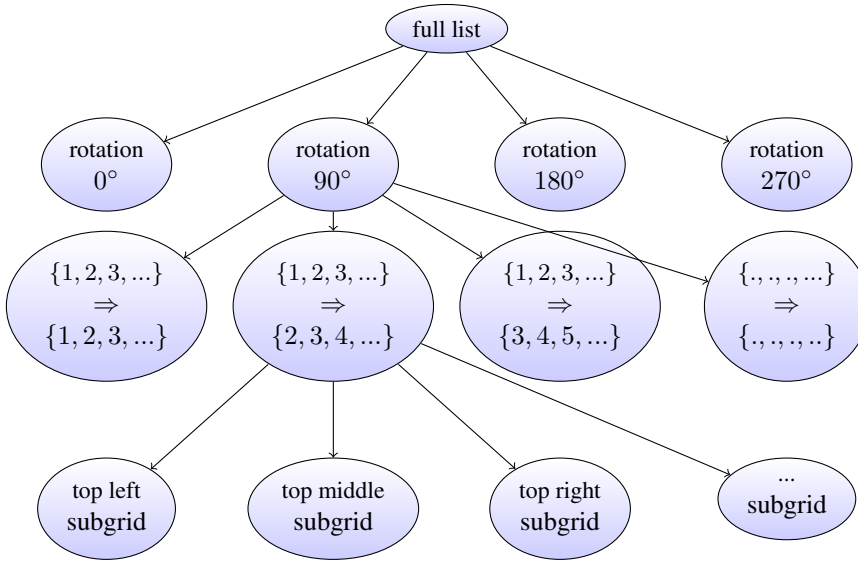 full list
rotation
0°
rotation
90°
rotation
180°
rotation
270°
{1, 2, 3, ...}
⇒
{1, 2, 3, ...}
{1, 2, 3, ...}
⇒
{2, 3, 4, ...}
{1, 2, 3, ...}
⇒
{3, 4, 5, ...}
{., ., ., ...}
⇒
{., ., ., ..}
top left
subgrid
top middle
subgrid
top right
subgrid
...
subgrid